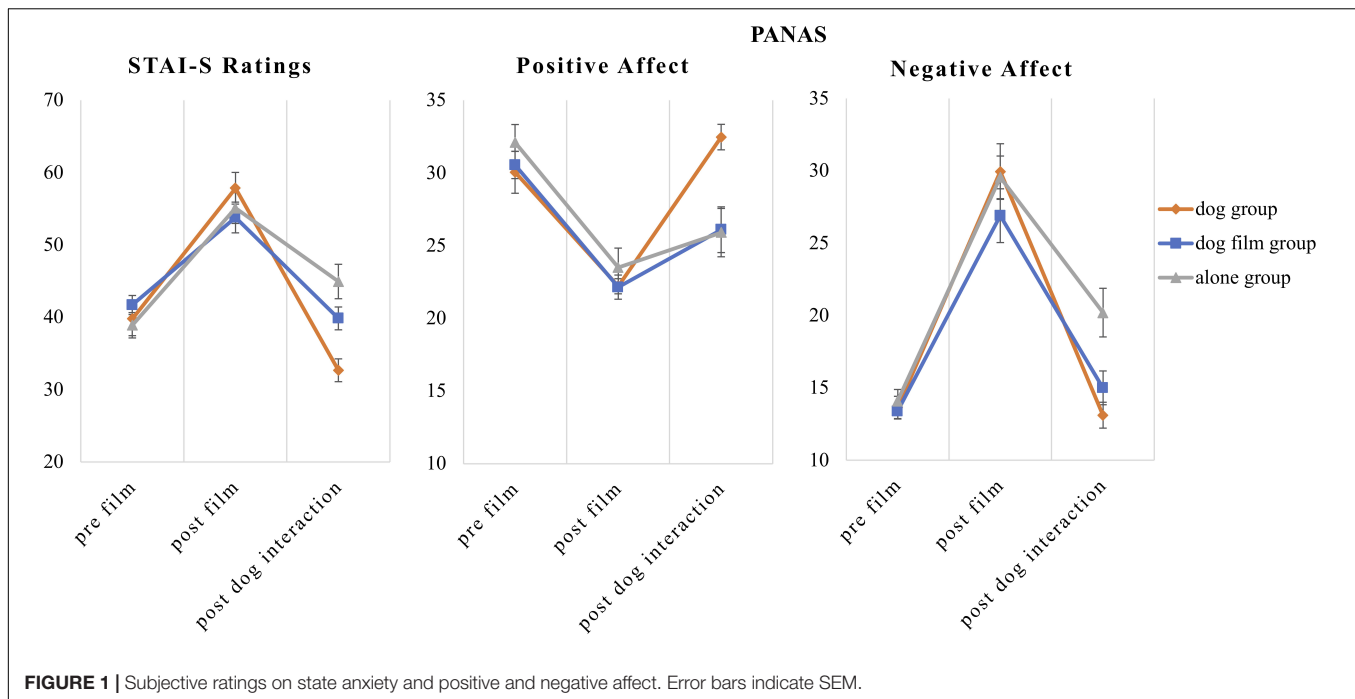 PANAS
STAI-S Ratings
Positive Affect
Negative Affect
70
60
50
40
30
20
pre film
post film
post dog interaction
35
30
25
20
15
10
pre film
post film
post dog interaction
35
30
25
20
15
10
pre film
post film
post dog interaction
dog group
dog film group
alone group
FIGURE 1 | Subjective ratings on state anxiety and positive and negative affect. Error bars indicate SEM.